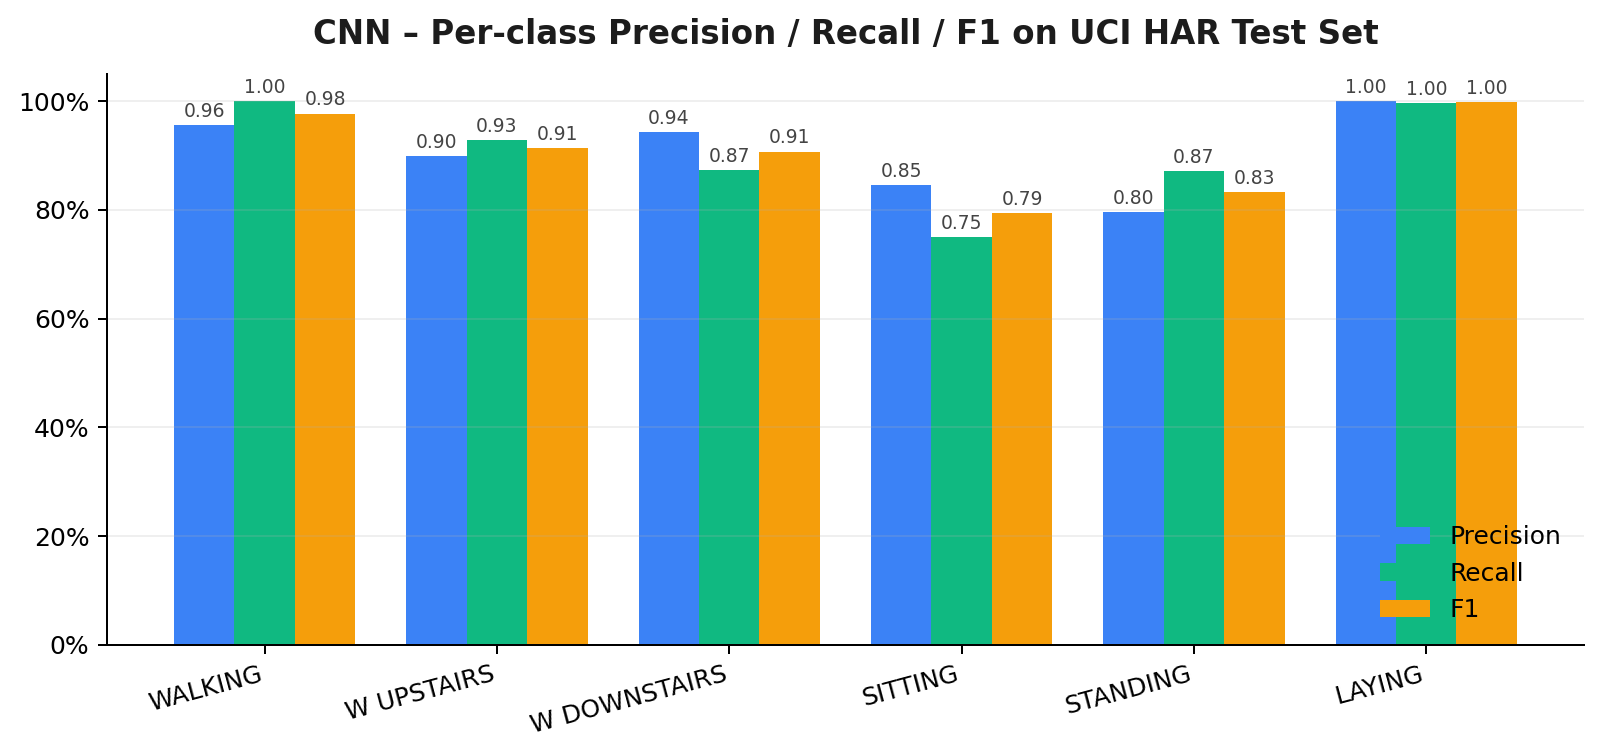 CNN – Per-class Precision / Recall / F1 on UCI HAR Test Set
100%
80%
60%
40%
20%
0%
0.96
1.00
0.98
0.90
0.93
0.91
0.94
0.87
0.91
0.85
0.75
0.79
0.80
0.87
0.83
1.00
1.00
1.00
Precision
Recall
F1
WALKING
W UPSTAIRS
W DOWNSTAIRS
SITTING
STANDING
LAYING